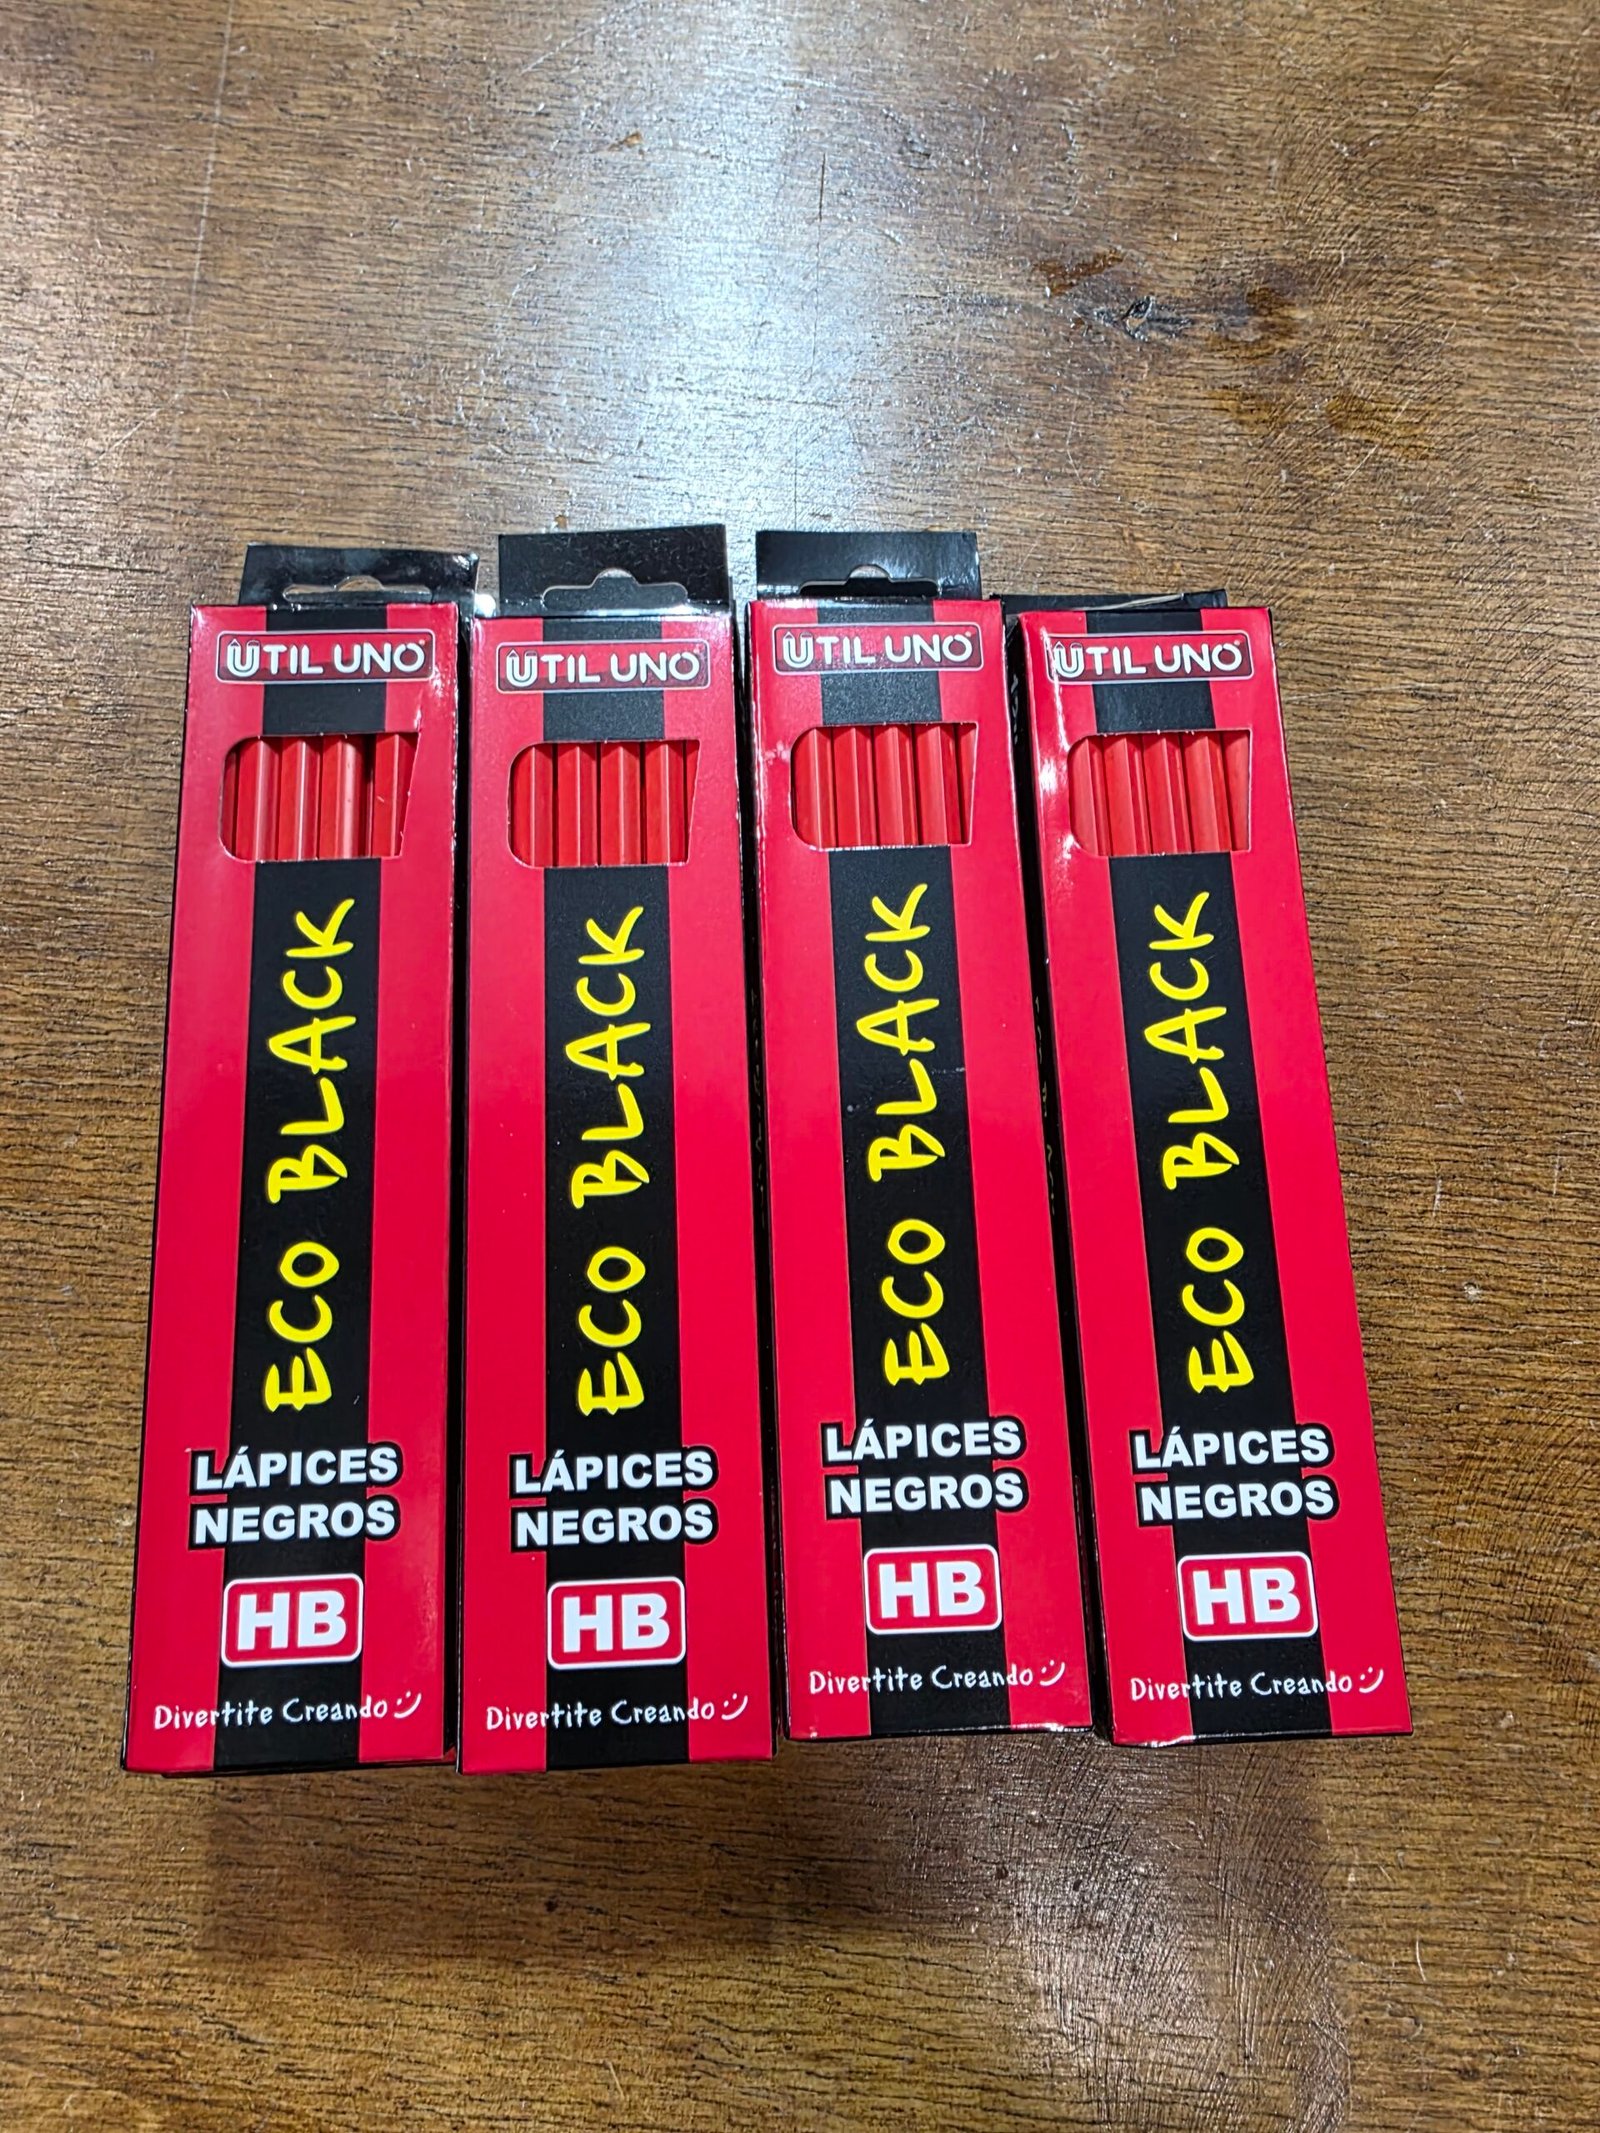 ÚTIL UNO
ECO BLACK
LÁPICES
NEGROS
HB
Divertite Creando
ÚTIL UNO
ECO BLACK
LÁPICES
NEGROS
HB
Divertite Creando
ÚTIL UNO
ECO BLACK
LÁPICES
NEGROS
HB
Divertite Creando
ÚTIL UNO
ECO BLACK
LÁPICES
NEGROS
HB
Divertite Creando